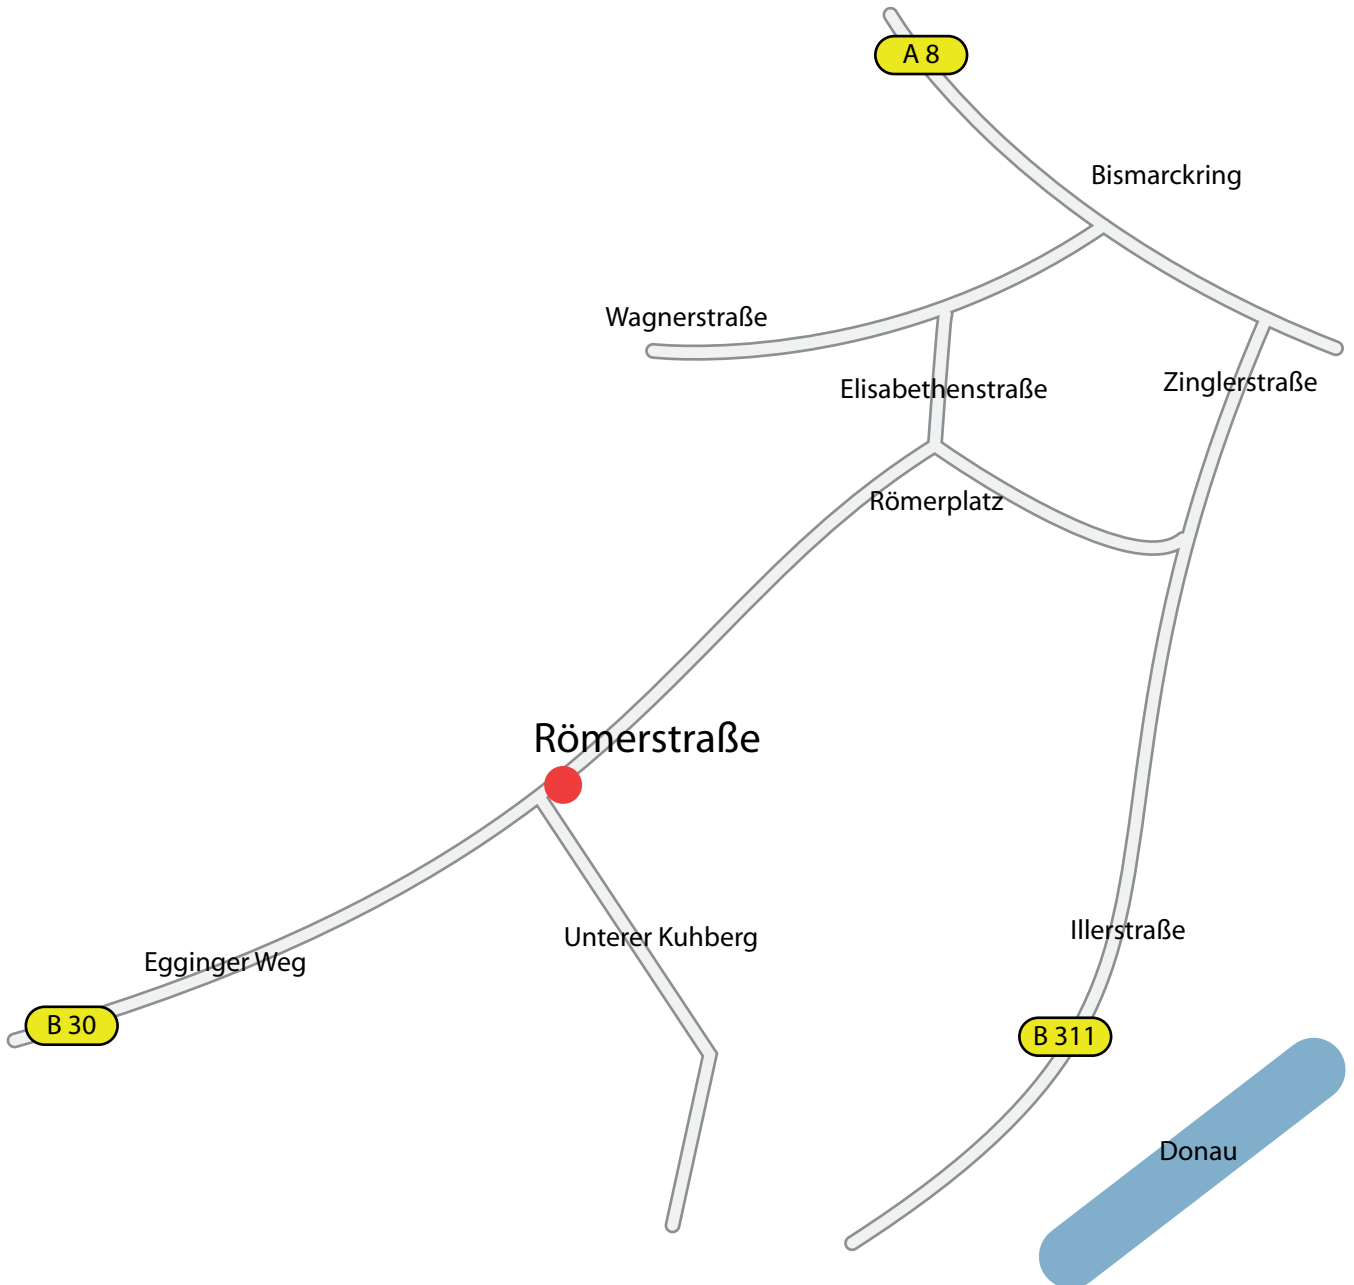 A 8
Bismarckring
Wagnerstraße
Elisabethenstraße
Zinglerstraße
Römerplatz
Römerstraße
Unterer Kuhberg
Illerstraße
Egginger Weg
B 30
B 311
Donau